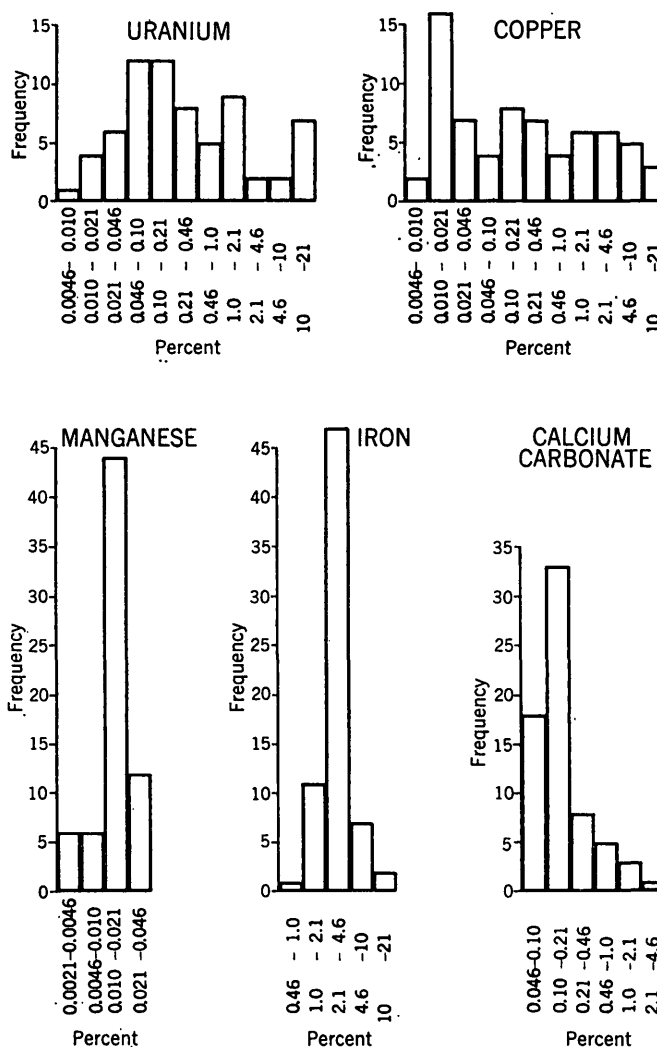 URANIUM
15
10
5
0
Frequency
0.0046- 0.010
0.010 - 0.021
0.021 - 0.046
0.046 - 0.10
0.10 - 0.21
0.21 - 0.46
0.46 - 1.0
1.0 - 2.1
2.1 - 4.6
4.6 -10
10 -21
Percent
COPPER
15
10
5
0
Frequency
0.0046- 0.010
0.010 - 0.021
0.021 - 0.046
0.046 - 0.10
0.10 - 0.21
0.21 - 0.46
0.46 - 1.0
1.0 - 2.1
2.1 - 4.6
4.6 -10
10 -21
Percent
MANGANESE
45
40
35
30
25
20
15
10
5
0
Frequency
0.0021-0.0046
0.0046-0.010
0.010 -0.021
0.021 -0.046
Percent
IRON
45
40
35
30
25
20
15
10
5
0
Frequency
0.46 - 1.0
1.0 - 2.1
2.1 - 4.6
4.6 -10
10 -21
Percent
CALCIUM
CARBONATE
35
30
25
20
15
10
5
0
Frequency
0.046-0.10
0.10 -0.21
0.21 -0.46
0.46 -1.0
1.0 -2.1
2.1 -4.6
Percent